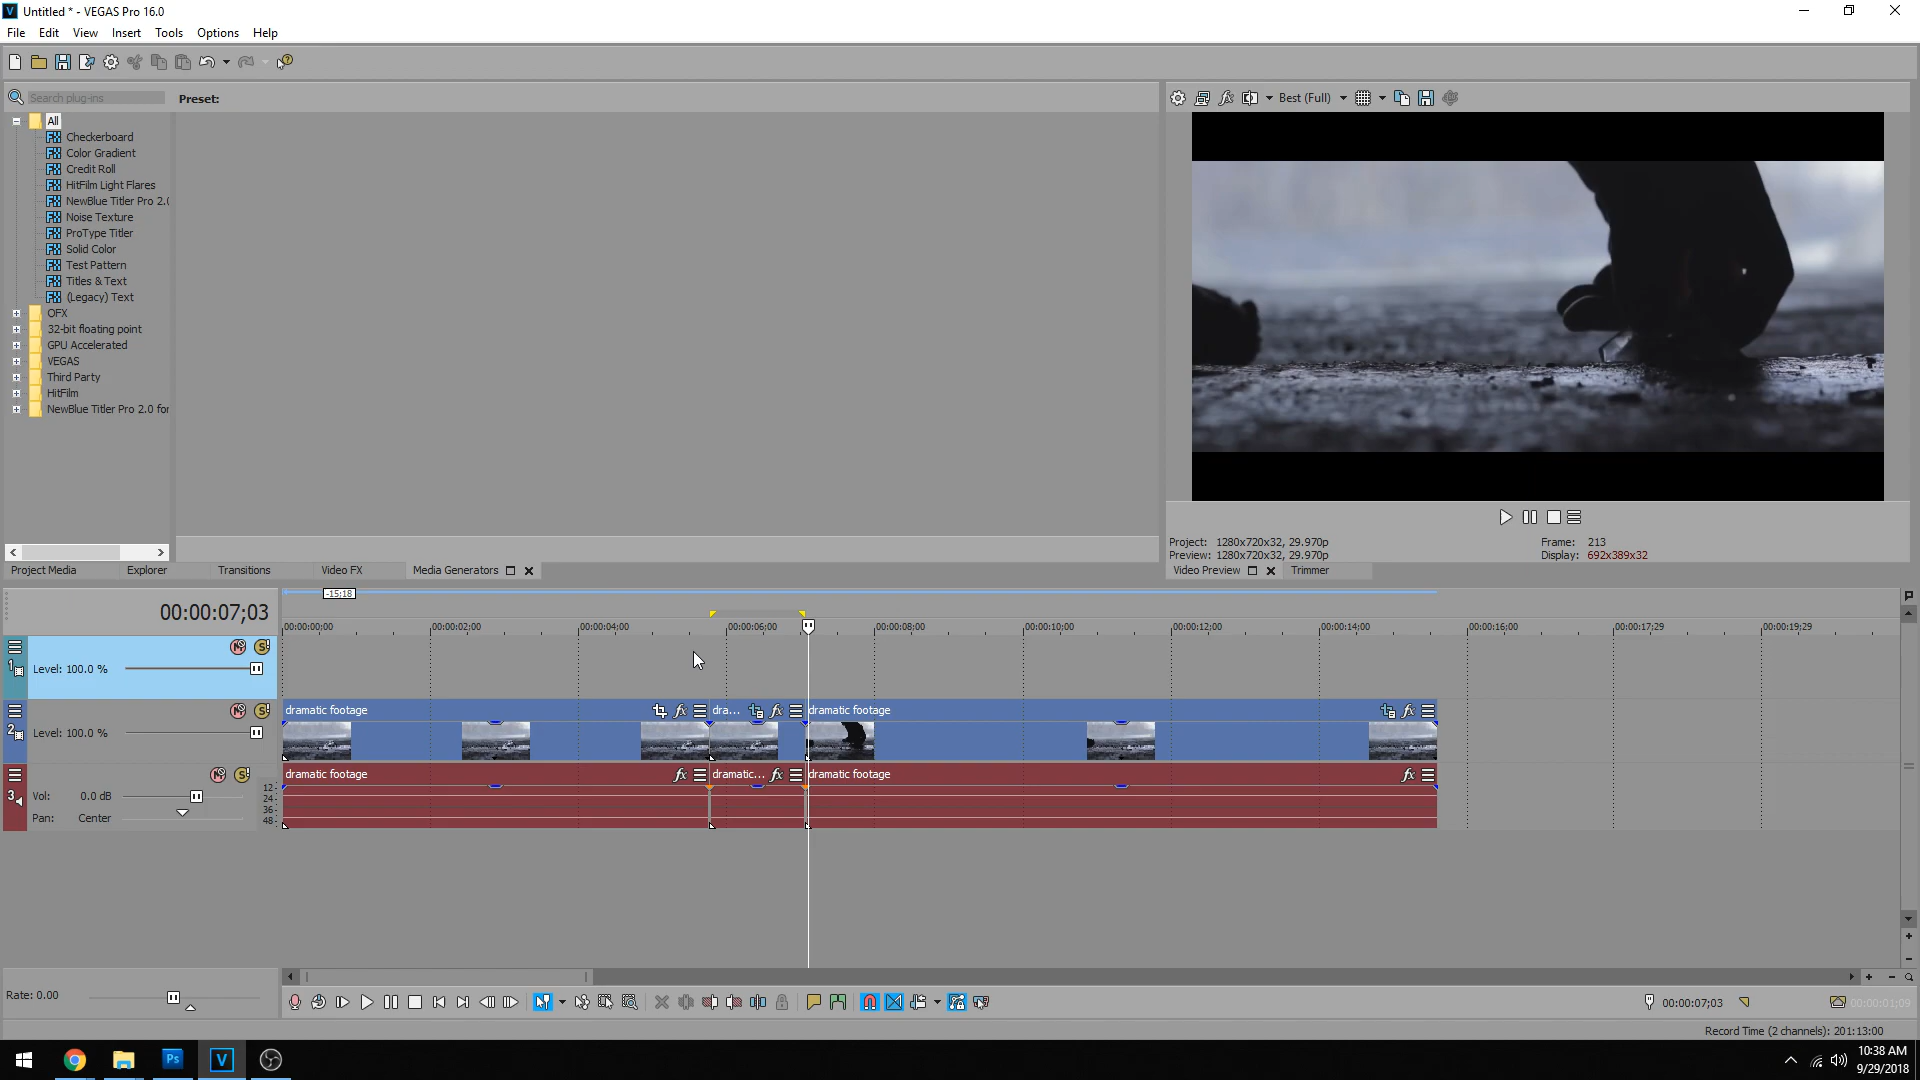 Untitled * - VEGAS Pro 16.0
File Edit View Insert Tools Options Help
Search plug-ins
Preset:
Best (Full)
All
Checkerboard
Color Gradient
Credit Roll
HitFilm Light Flares
NewBlue Titler Pro 2.0
Noise Texture
ProType Titler
Solid Color
Test Pattern
Titles & Text
(Legacy) Text
OFX
32-bit floating point
GPU Accelerated
VEGAS
Third Party
HitFilm
NewBlue Titler Pro 2.0 for
Project: 1280x720x32, 29.970p
Frame: 213
Preview: 1280x720x32, 29.970p
Display: 692x389x32
Project Media Explorer Transitions Video FX Media Generators
Video Preview Trimmer
-15;18
00:00:07;03
00:00:00;00 00:00:02;00 00:00:04;00 00:00:06;00 00:00:08;00 00:00:10;00 00:00:12;00 00:00:14;00 00:00:16;00 00:00:17;29 00:00:19;29
1
Level: 100.0 %
2
Level: 100.0 %
dramatic footage
dra...
dramatic footage
3
Vol: 0.0 dB
Pan: Center
12
24
36
48
dramatic footage
dramatic...
dramatic footage
Rate: 0.00
00:00:07;03
00:00:01;09
Record Time (2 channels): 201:13:00
Ps
V
10:38 AM
9/29/2018